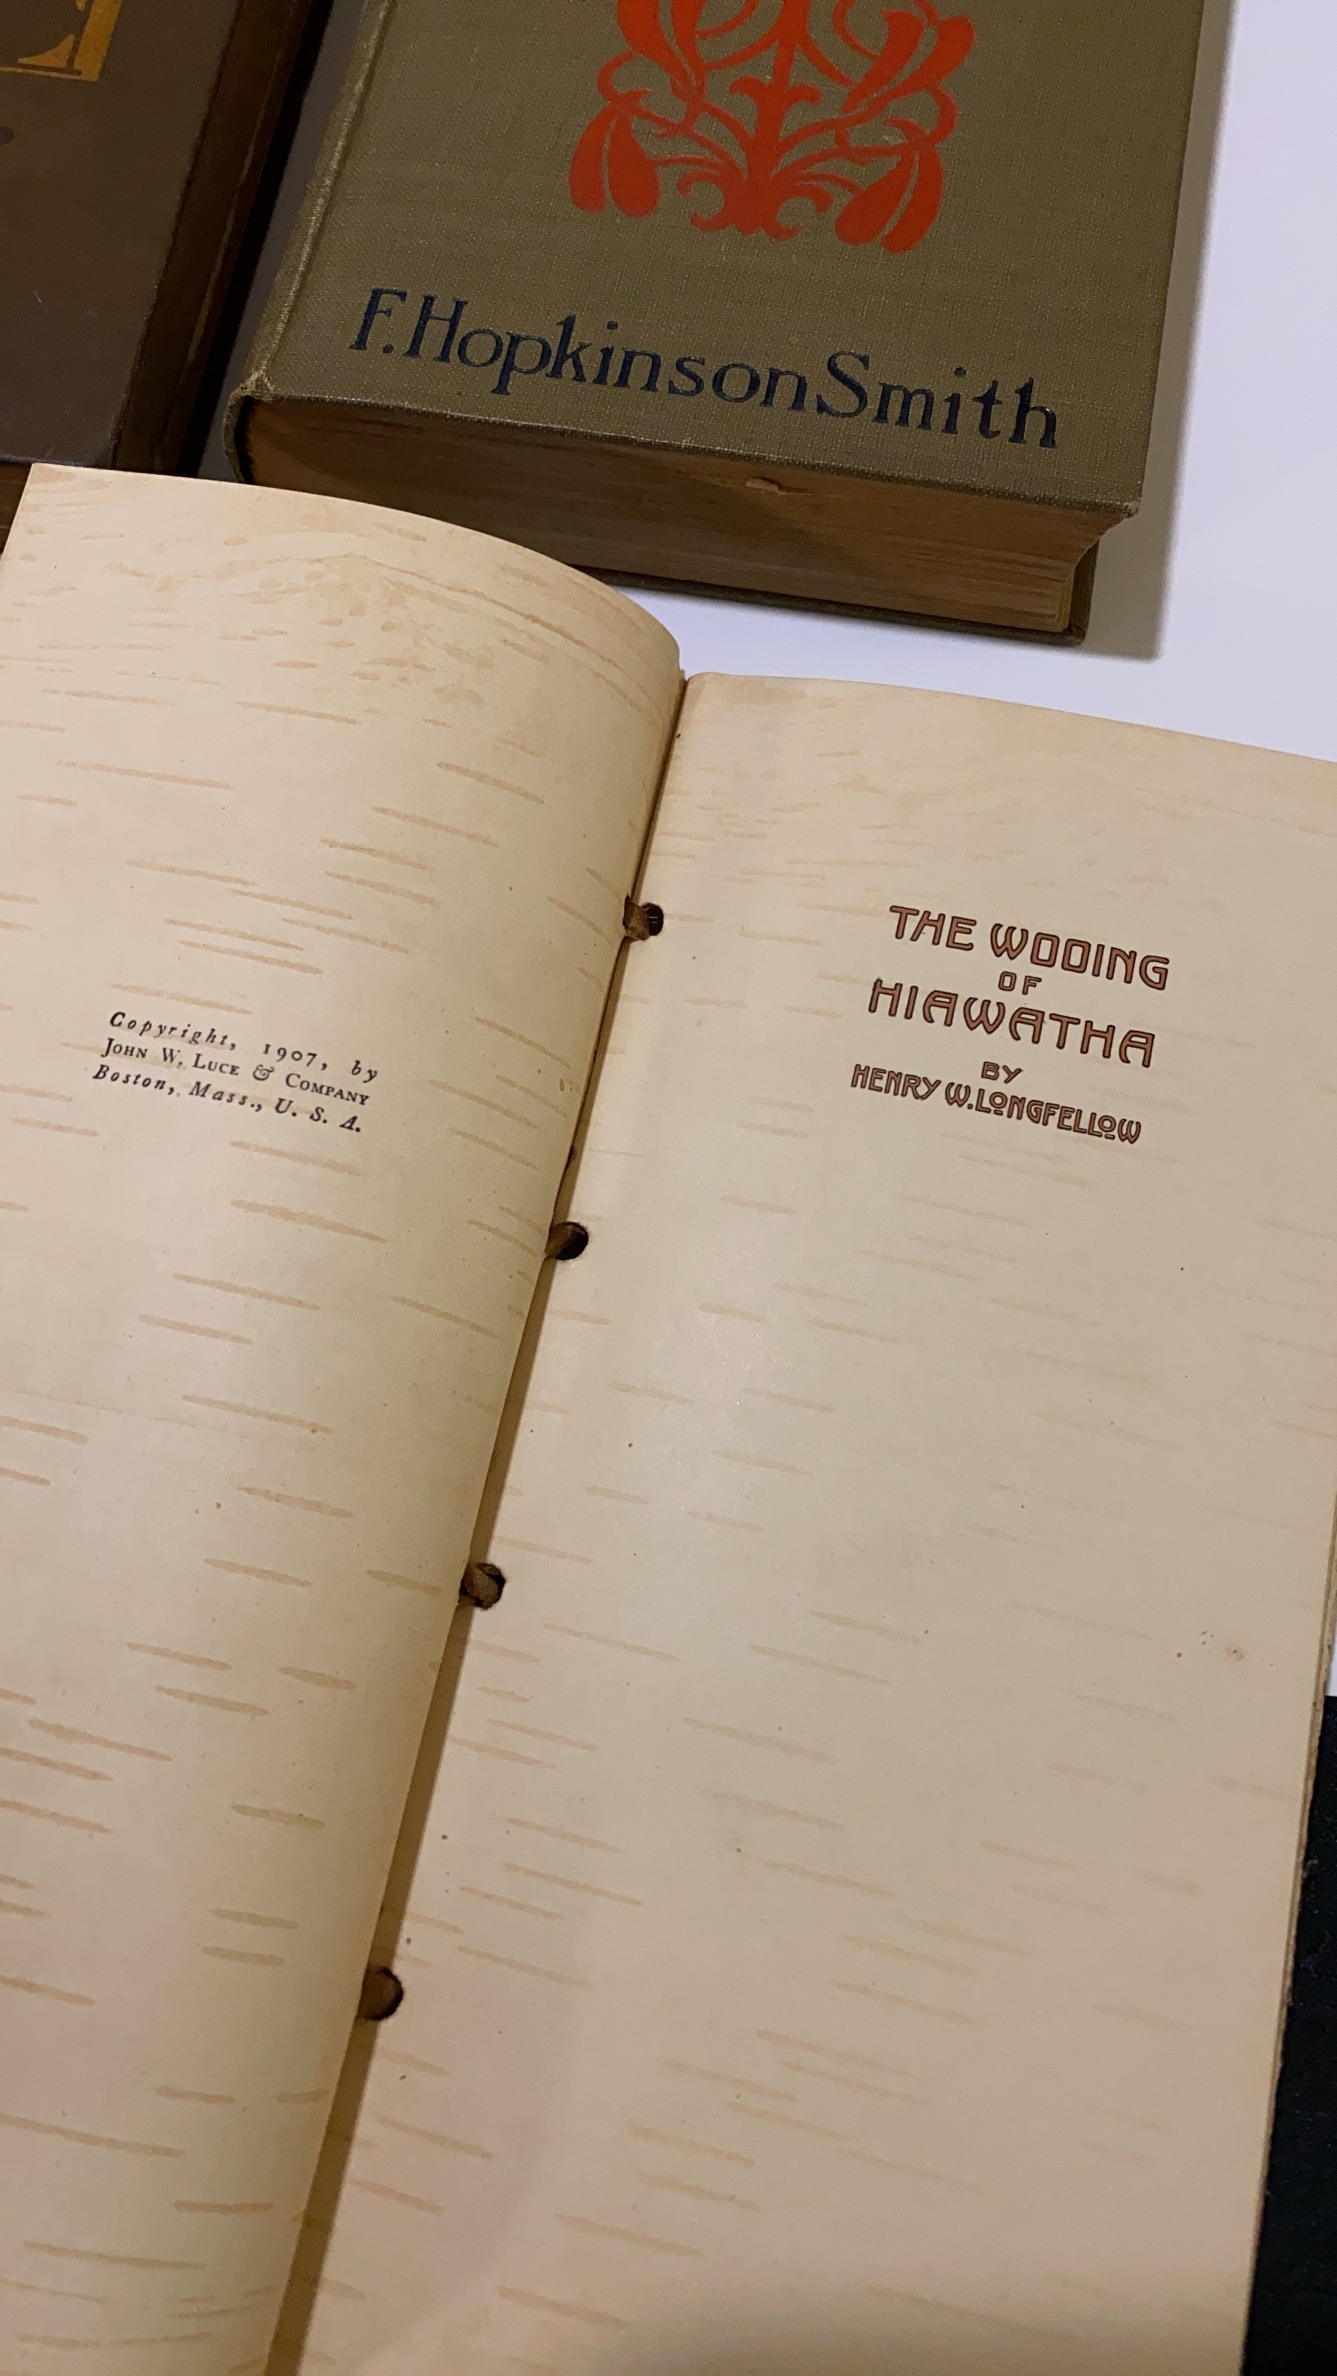 F. Hopkinson Smith
Copyright, 1907, by
John W. Luce & Company
Boston, Mass., U. S. A.
THE WOOING
OF
HIAWATHA
BY
HENRY W. LONGFELLOW